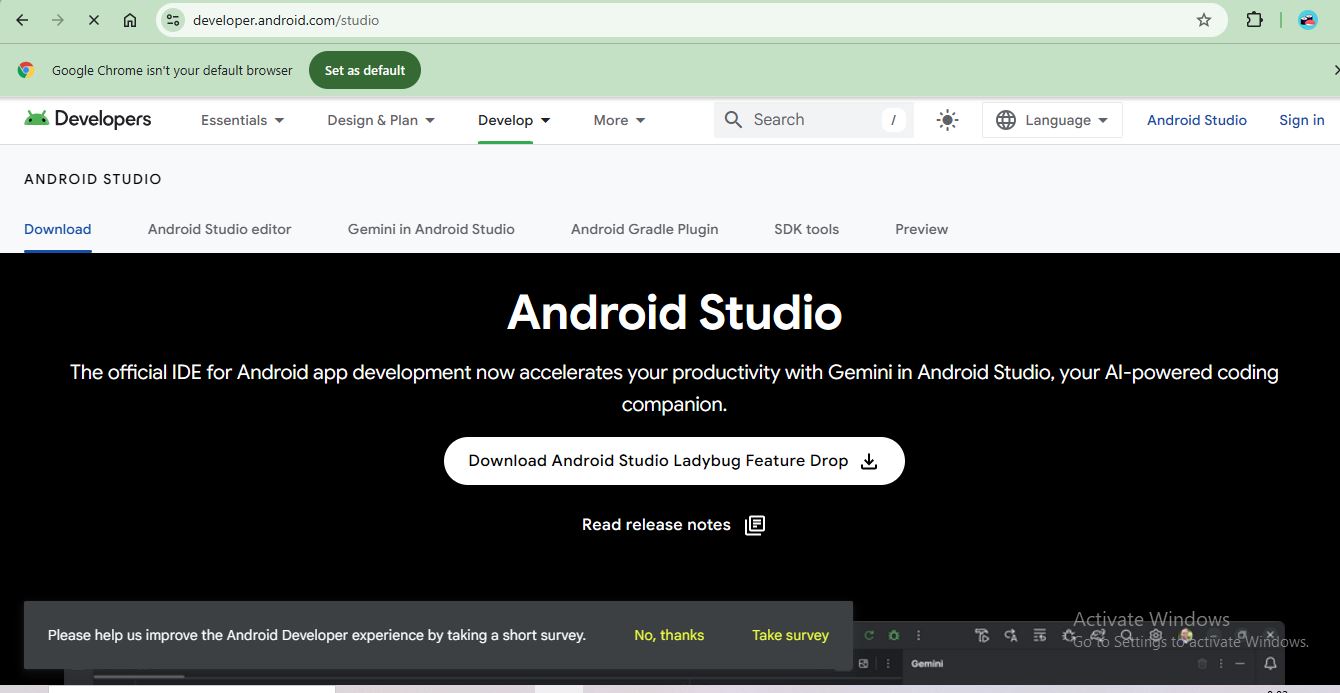 developer.android.com/studio
Google Chrome isn't your default browser Set as default
Developers Essentials Design & Plan Develop More Search / Language Android Studio Sign in
ANDROID STUDIO
Download Android Studio editor Gemini in Android Studio Android Gradle Plugin SDK tools Preview
Android Studio
The official IDE for Android app development now accelerates your productivity with Gemini in Android Studio, your AI-powered coding
companion.
Download Android Studio Ladybug Feature Drop
Read release notes
Please help us improve the Android Developer experience by taking a short survey. No, thanks Take survey
Activate Windows
Go to Settings to activate Windows.
Gemini